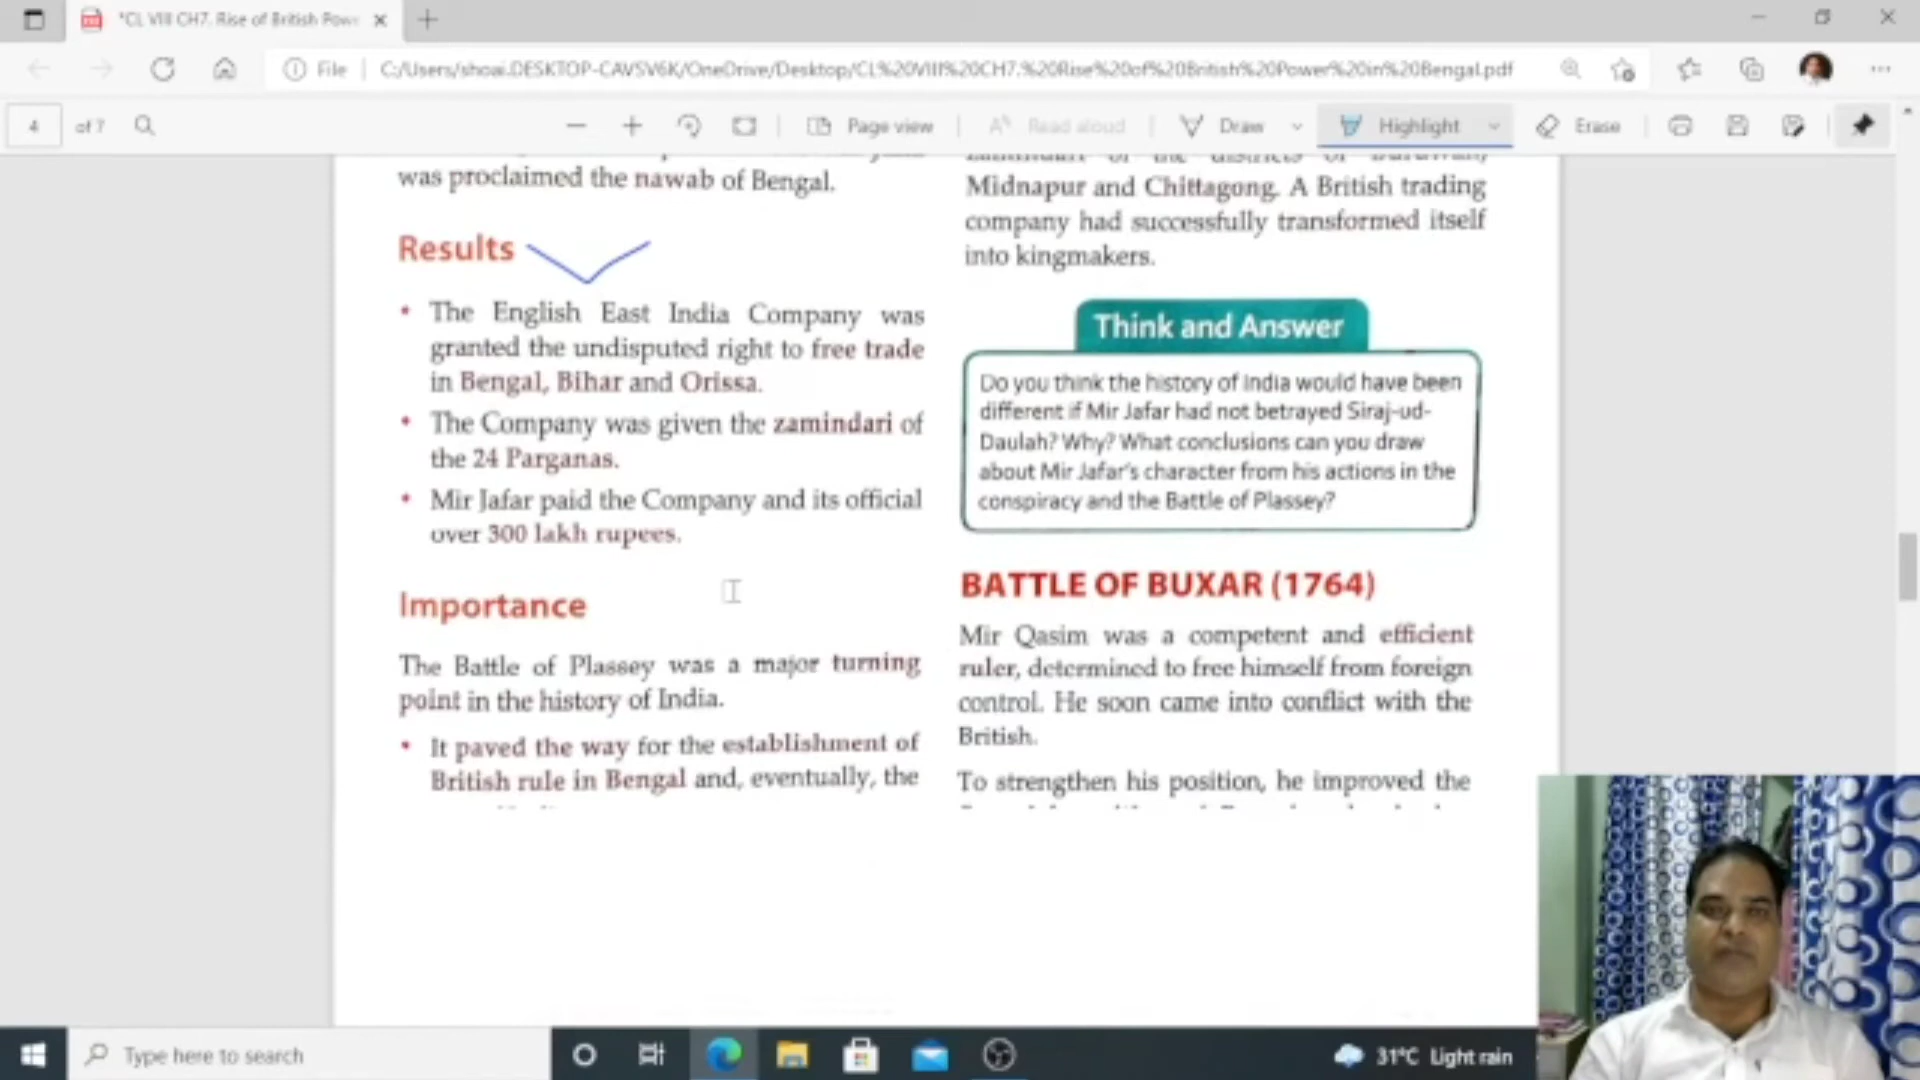 *CL VIII CH7. Rise of British Powe
File
C:/Users/shoai.DESKTOP-CAVSV6K/OneDrive/Desktop/CL%20VIII%20CH7.%20Rise%20of%20British%20Power%20in%20Bengal.pdf
4 of 7
Page view
Read aloud
Draw
Highlight
Erase
was proclaimed the nawab of Bengal.
Results
• The English East India Company was
granted the undisputed right to free trade
in Bengal, Bihar and Orissa.
• The Company was given the zamindari of
the 24 Parganas.
• Mir Jafar paid the Company and its official
over 300 lakh rupees.
Importance
The Battle of Plassey was a major turning
point in the history of India.
• It paved the way for the establishment of
British rule in Bengal and, eventually, the
of the districts of
Midnapur and Chittagong. A British trading
company had successfully transformed itself
into kingmakers.
Think and Answer
Do you think the history of India would have been
different if Mir Jafar had not betrayed Siraj-ud-
Daulah? Why? What conclusions can you draw
about Mir Jafar's character from his actions in the
conspiracy and the Battle of Plassey?
BATTLE OF BUXAR (1764)
Mir Qasim was a competent and efficient
ruler, determined to free himself from foreign
control. He soon came into conflict with the
British.
To strengthen his position, he improved the
Type here to search
31°C Light rain